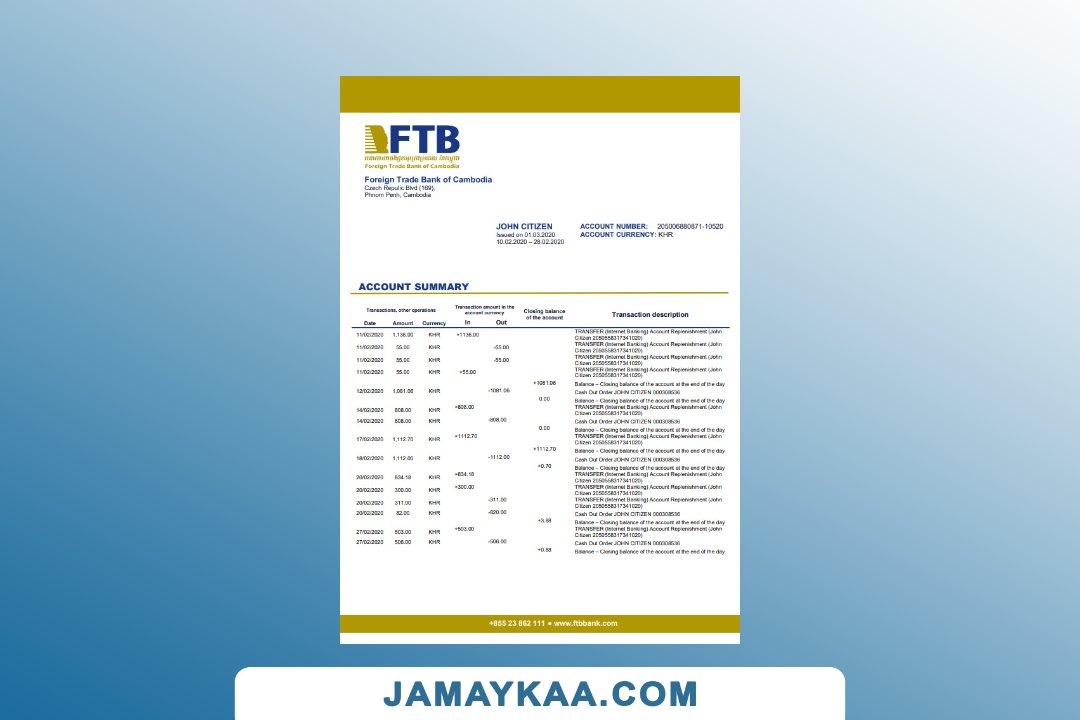 FTB
Foreign Trade Bank of Cambodia
Foreign Trade Bank of Cambodia
Czech Repulic Blvd (169),
Phnom Penh, Cambodia
JOHN CITIZEN
Issued on 01.03.2020
10.02.2020 – 28.02.2020
ACCOUNT NUMBER: 205006880871-10520
ACCOUNT CURRENCY: KHR
ACCOUNT SUMMARY
Transactions, other operations
Transaction amount in the account currency
Closing balance of the account
Transaction description
Date Amount Currency In Out
11/02/2020 1,136.00 KHR +1136.00 TRANSFER (Internet Banking) Account Replenishment (John
Citizen 2050558317341020)
11/02/2020 55.00 KHR -55.00 TRANSFER (Internet Banking) Account Replenishment (John
Citizen 2050558317341020)
11/02/2020 55.00 KHR -55.00 TRANSFER (Internet Banking) Account Replenishment (John
Citizen 2050558317341020)
11/02/2020 55.00 KHR +55.00 TRANSFER (Internet Banking) Account Replenishment (John
Citizen 2050558317341020)
+1081.06 Balance – Closing balance of the account at the end of the day
12/02/2020 1,081.06 KHR -1081.06 Cash Out Order JOHN CITIZEN 000308536
0.00 Balance – Closing balance of the account at the end of the day
14/02/2020 808.00 KHR +808.00 TRANSFER (Internet Banking) Account Replenishment (John
Citizen 2050558317341020)
14/02/2020 808.00 KHR -808.00 Cash Out Order JOHN CITIZEN 000308536
0.00 Balance – Closing balance of the account at the end of the day
17/02/2020 1,112.70 KHR +1112.70 TRANSFER (Internet Banking) Account Replenishment (John
Citizen 2050558317341020)
+1112.70 Balance – Closing balance of the account at the end of the day
18/02/2020 1,112.00 KHR -1112.00 Cash Out Order JOHN CITIZEN 000308536
+0.70 Balance – Closing balance of the account at the end of the day
20/02/2020 834.18 KHR +834.18 TRANSFER (Internet Banking) Account Replenishment (John
Citizen 2050558317341020)
20/02/2020 300.00 KHR +300.00 TRANSFER (Internet Banking) Account Replenishment (John
Citizen 2050558317341020)
20/02/2020 311.00 KHR -311.00 TRANSFER (Internet Banking) Account Replenishment (John
Citizen 2050558317341020)
20/02/2020 82.00 KHR -820.00 Cash Out Order JOHN CITIZEN 000308536
+3.88 Balance – Closing balance of the account at the end of the day
27/02/2020 503.00 KHR +503.00 TRANSFER (Internet Banking) Account Replenishment (John
Citizen 2050558317341020)
27/02/2020 506.00 KHR -506.00 Cash Out Order JOHN CITIZEN 000308536
+0.88 Balance – Closing balance of the account at the end of the day
+855 23 862 111 ● www.ftbbank.com
JAMAYKAA.COM